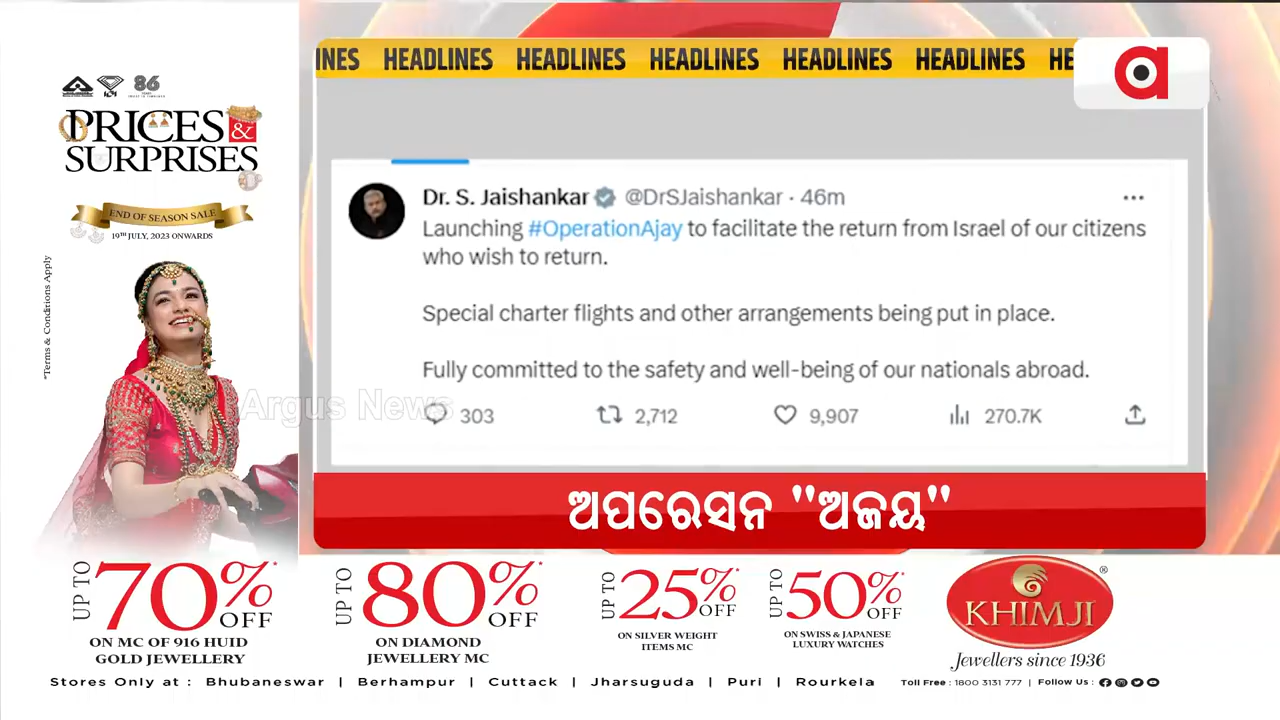 INES HEADLINES HEADLINES HEADLINES HEADLINES HEADLINES HE
a
86
PRICES &
SURPRISES
END OF SEASON SALE
19TH JULY, 2023 ONWARDS
*Terms & Conditions Apply
Dr. S. Jaishankar @DrSJaishankar · 46m
Launching #OperationAjay to facilitate the return from Israel of our citizens
who wish to return.
Special charter flights and other arrangements being put in place.
Fully committed to the safety and well-being of our nationals abroad.
303 2,712 9,907 270.7K
Argus News
ଅପରେସନ "ଅଜୟ"
UP TO 70%* OFF
ON MC OF 916 HUID
GOLD JEWELLERY
UP TO 80%* OFF
ON DIAMOND
JEWELLERY MC
UP TO 25%* OFF
ON SILVER WEIGHT
ITEMS MC
UP TO 50%* OFF
ON SWISS & JAPANESE
LUXURY WATCHES
KHIMJI ®
Jewellers since 1936
Stores Only at : Bhubaneswar | Berhampur | Cuttack | Jharsuguda | Puri | Rourkela Toll Free : 1800 3131 777 | Follow Us :